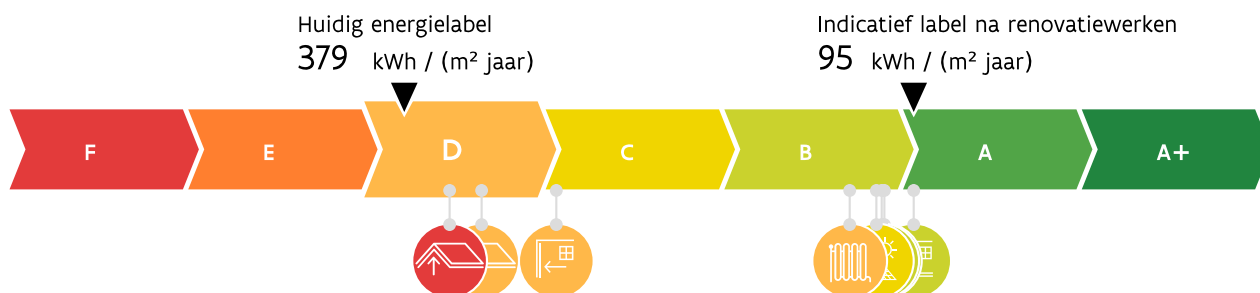 Huidig energielabel
379 kWh / (m² jaar)
Indicatief label na renovatiewerken
95 kWh / (m² jaar)
F
E
D
C
B
A
A+